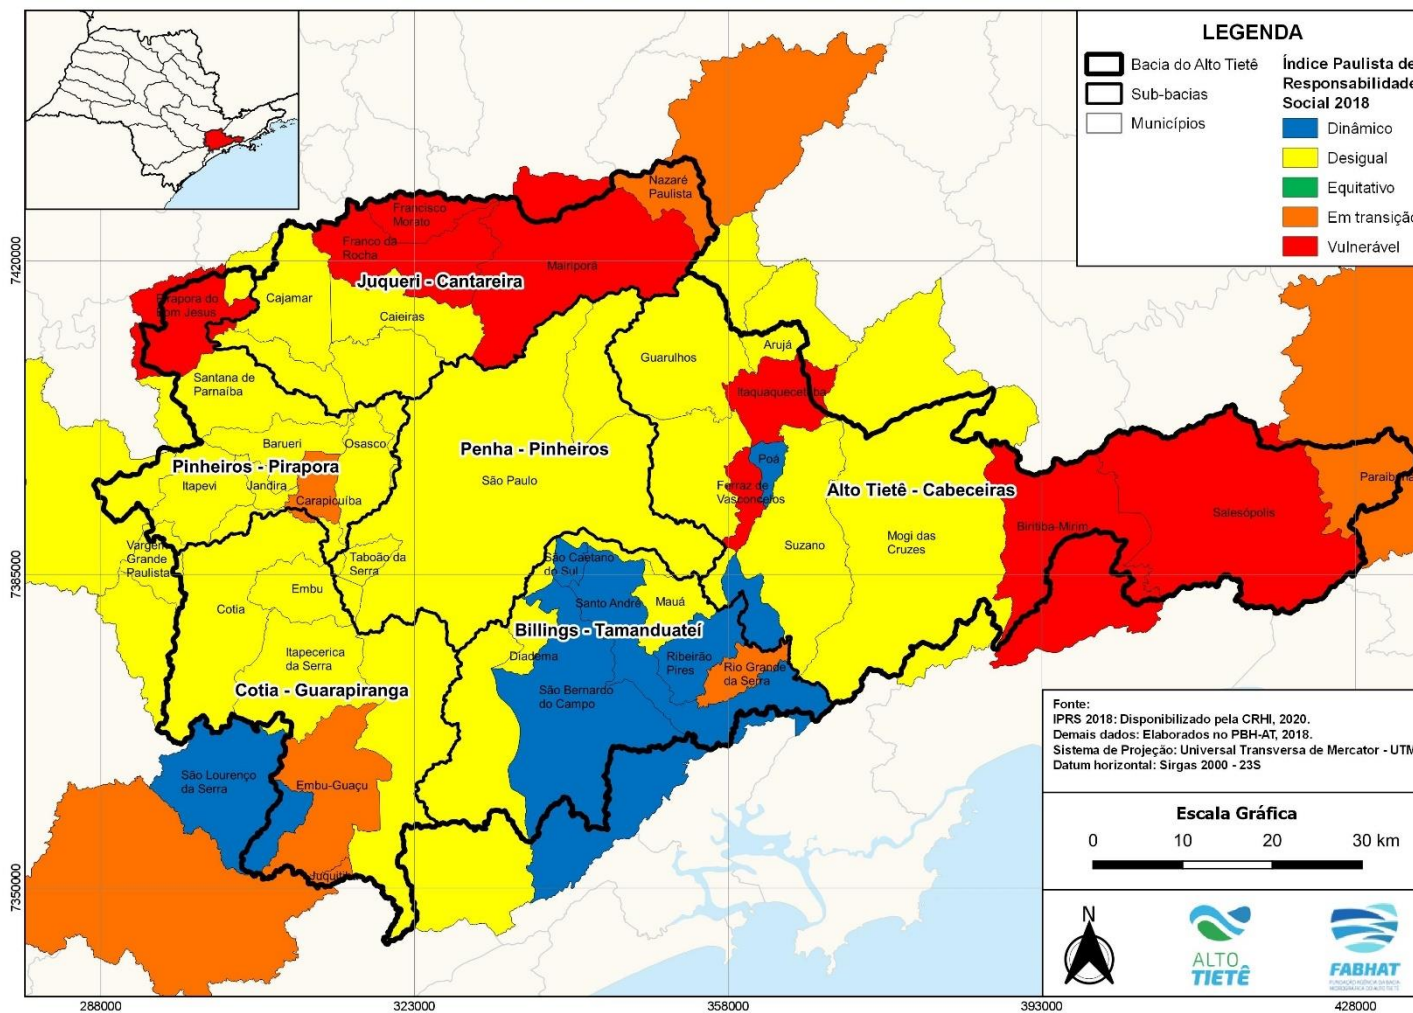 LEGENDA
Bacia do Alto Tietê
Sub-bacias
Municípios
Índice Paulista de
Responsabilidade
Social 2018
Dinâmico
Desigual
Equitativo
Em transição
Vulnerável
Nazaré
Paulista
Francisco
Morato
Franco da
Rocha
Mairiporã
Juqueri - Cantareira
Pirapora do
Bom Jesus
Cajamar
Caieiras
Guarulhos
Arujá
Santana de
Parnaíba
Itaquaquecetuba
Barueri
Osasco
Penha - Pinheiros
São Paulo
Pinheiros - Pirapora
Itapevi
Jandira
Carapicuíba
Poá
Ferraz de
Vasconcelos
Alto Tietê - Cabeceiras
Paraibuna
Salesópolis
Biritiba-Mirim
Mogi das
Cruzes
Suzano
Vargem
Grande
Paulista
Taboão da
Serra
São Caetano
do Sul
Embu
Cotia
Santo André
Mauá
Billings - Tamanduateí
Itapecerica
da Serra
Diadema
Ribeirão
Pires
Rio Grande
da Serra
Cotia - Guarapiranga
São Bernardo
do Campo
São Lourenço
da Serra
Embu-Guaçu
Juquitiba
Fonte:
IPRS 2018: Disponibilizado pela CRHI, 2020.
Demais dados: Elaborados no PBH-AT, 2018.
Sistema de Projeção: Universal Transversa de Mercator - UTM
Datum horizontal: Sirgas 2000 - 23S
Escala Gráfica
0 10 20 30 km
N
ALTO
TIETÊ
FABHAT
FUNDAÇÃO AGÊNCIA DA BACIA
HIDROGRÁFICA DO ALTO TIETÊ
7420000
7385000
7350000
288000 323000 358000 393000 428000